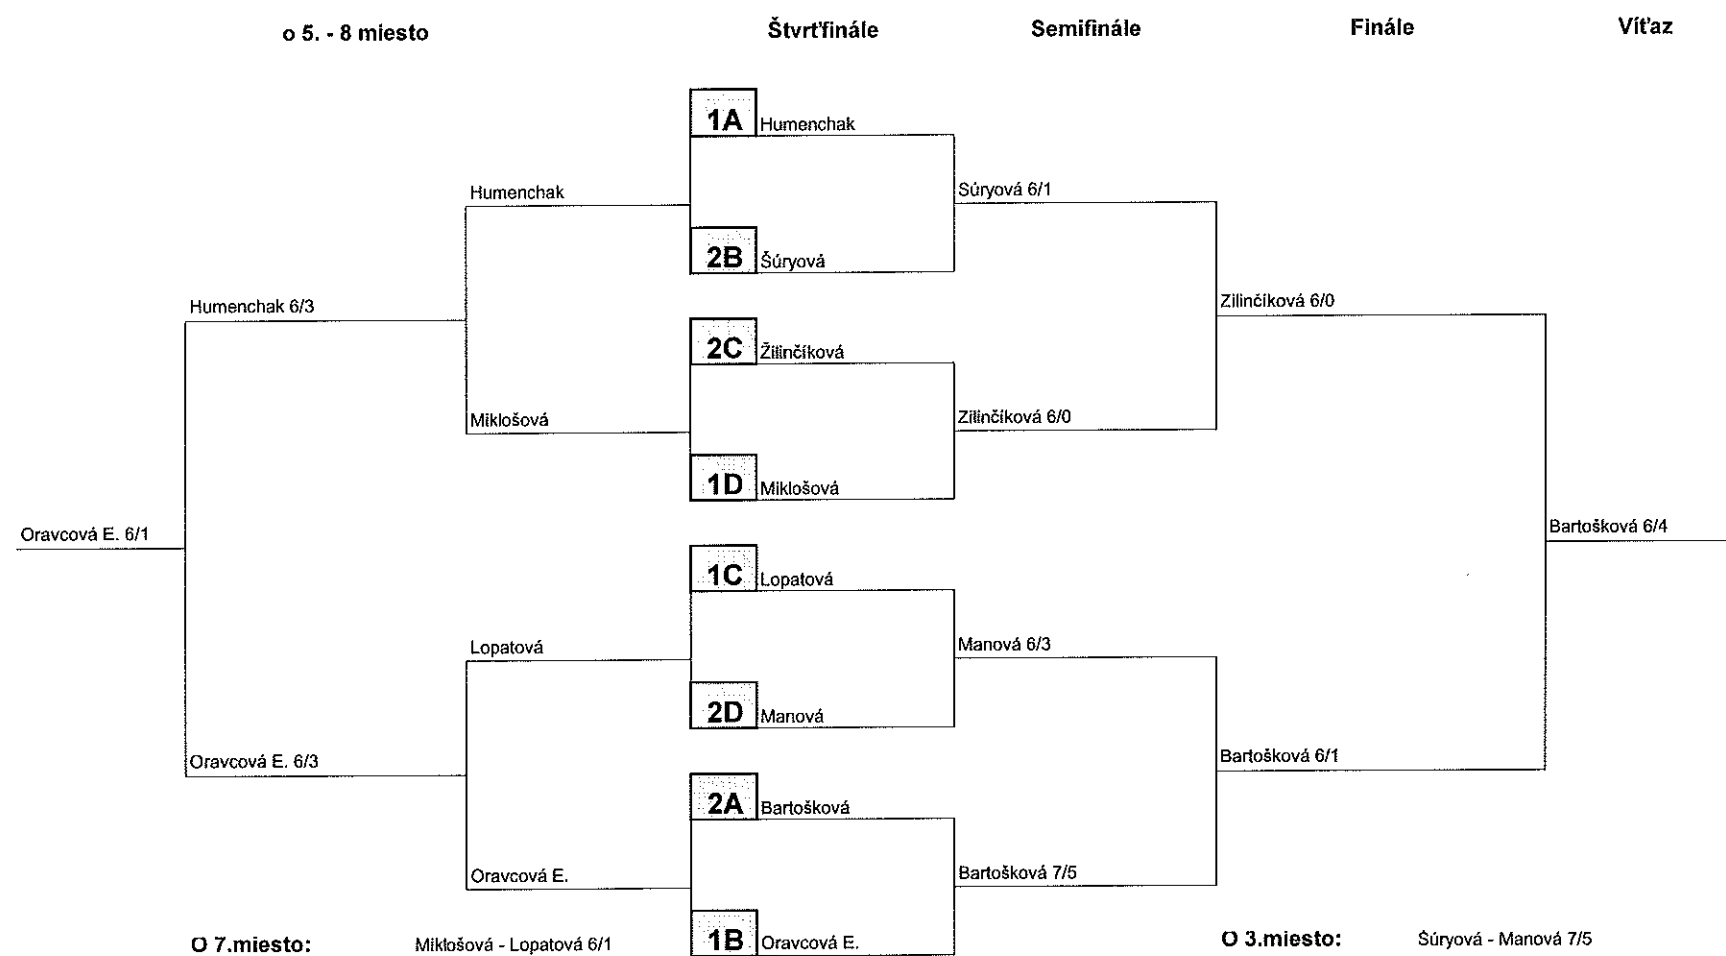 o 5. - 8 miesto
Štvrťfinále
Semifinále
Finále
Víťaz
1A
Humenchak
Humenchak
Súryová 6/1
2B
Šúryová
Humenchak 6/3
Zilinčíková 6/0
2C
Žilinčíková
Miklošová
Zilinčíková 6/0
1D
Miklošová
Oravcová E. 6/1
Bartošková 6/4
1C
Lopatová
Lopatová
Manová 6/3
2D
Manová
Oravcová E. 6/3
Bartošková 6/1
2A
Bartošková
Oravcová E.
Bartošková 7/5
1B
Oravcová E.
O 7.miesto:
Miklošová - Lopatová 6/1
O 3.miesto:
Šúryová - Manová 7/5